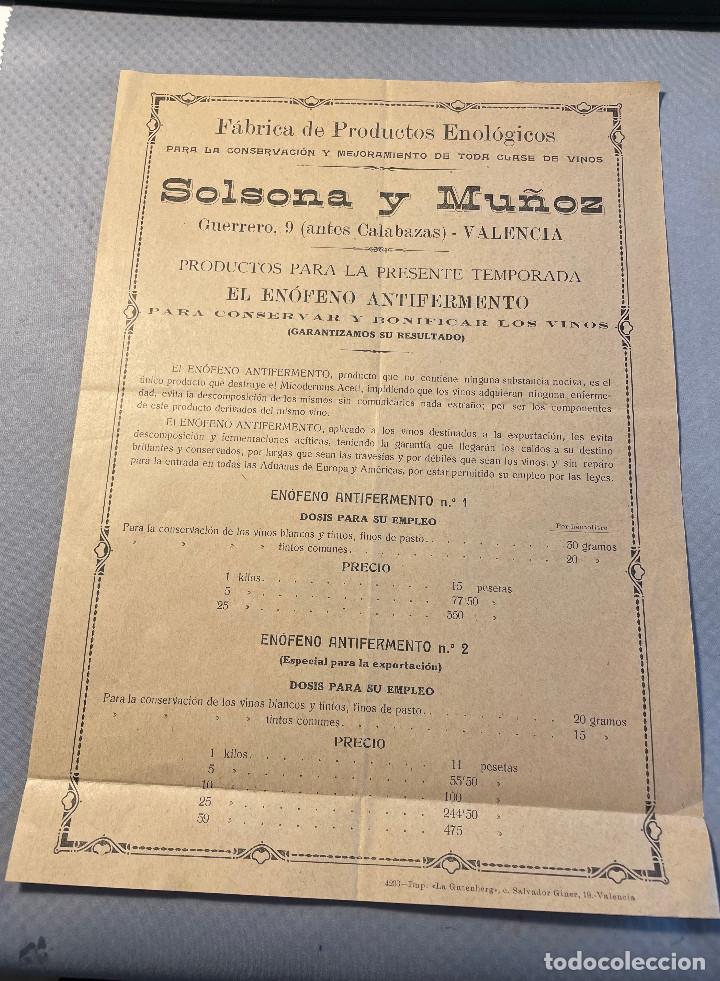 Fábrica de Productos Enológicos
PARA LA CONSERVACIÓN Y MEJORAMIENTO DE TODA CLASE DE VINOS
Solsona y Muñoz
Guerrero, 9 (antes Calabazas) - VALENCIA
PRODUCTOS PARA LA PRESENTE TEMPORADA
EL ENÓFENO ANTIFERMENTO
PARA CONSERVAR Y BONIFICAR LOS VINOS
(GARANTIZAMOS SU RESULTADO)
El ENÓFENO ANTIFERMENTO, producto que no contiene ninguna substancia nociva, es el
único producto que destruye el Micodermus Aceti, impidiendo que los vinos adquieran ninguna enferme-
dad, evita la descomposición de los mismos sin comunicarles nada extraño; por ser los componentes
de este producto derivados del mismo vino.
El ENÓFENO ANTIFERMENTO, aplicado a los vinos destinados a la exportación, les evita
descomposición y fermentaciones acíticas, teniendo la garantía que llegarán los caldos a su destino
brillantes y conservados, por largas que sean las travesías y por débiles que sean los vinos, y sin reparo
para la entrada en todas las Aduanas de Europa y Américas, por estar permitido su empleo por las leyes.
ENÓFENO ANTIFERMENTO n.º 1
DOSIS PARA SU EMPLEO
Por hectolitro
Para la conservación de los vinos blancos y tintos, finos de pasto. . . . . . . . 30 gramos
» » » » tintos comunes. . . . . . . . . . 20 »
PRECIO
1 kilos. . . . . . . . . . 15 pesetas
5 » . . . . . . . . . . 77'50 »
25 » . . . . . . . . . . 350 »
ENÓFENO ANTIFERMENTO n.º 2
(Especial para la exportación)
DOSIS PARA SU EMPLEO
Para la conservación de los vinos blancos y tintos, finos de pasto. . . . . . . . 20 gramos
» » » » tintos comunes. . . . . . . . . . 15 »
PRECIO
1 kilos. . . . . . . . . . 11 pesetas
5 » . . . . . . . . . . 55'50 »
10 » . . . . . . . . . . 100 »
25 » . . . . . . . . . . 244'50 »
59 » . . . . . . . . . . 475 »
4293—Imp. «La Gutenberg», c. Salvador Giner, 19.-Valencia
todocoleccion